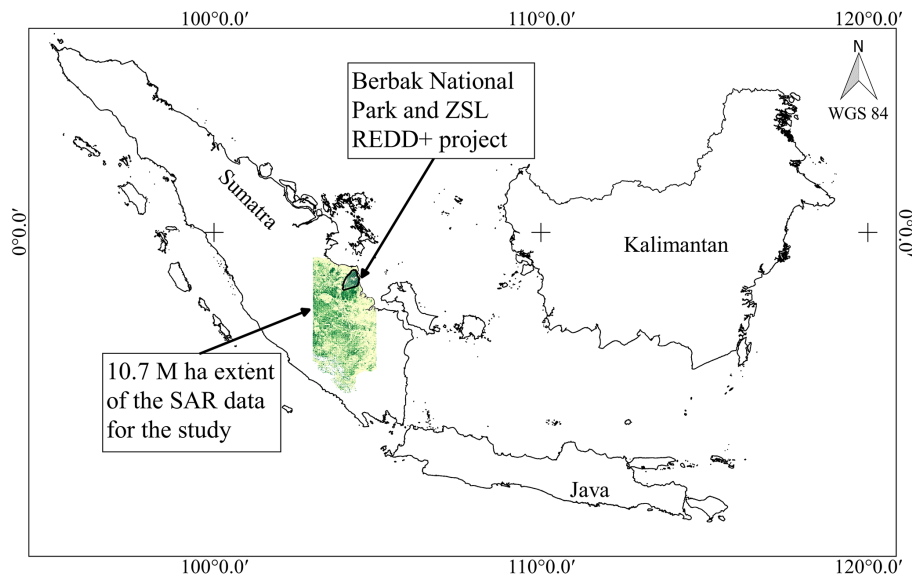 100°0.0′ 110°0.0′ 120°0.0′
N
WGS 84
Berbak National
Park and ZSL
REDD+ project
Sumatra
0°0.0′
0°0.0′
Kalimantan
10.7 M ha extent
of the SAR data
for the study
Java
100°0.0′ 110°0.0′ 120°0.0′